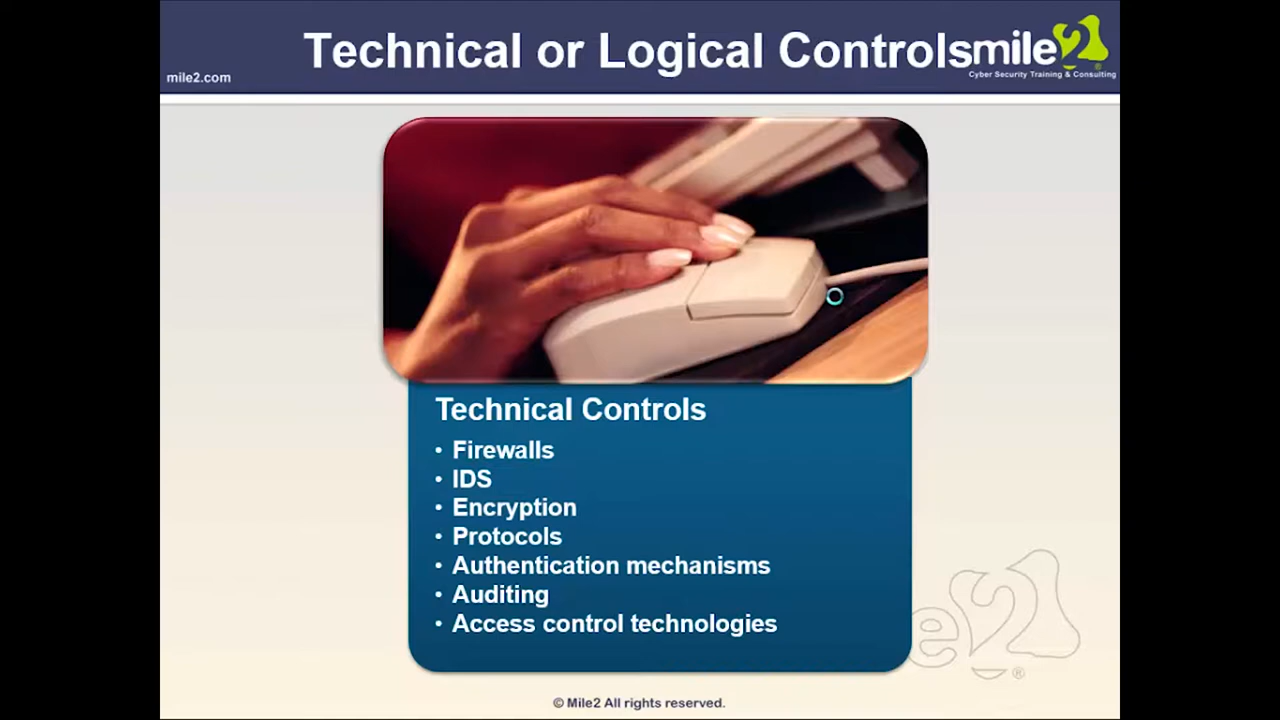 Technical or Logical Controls
mile2
mile2.com
Cyber Security Training & Consulting
Technical Controls
• Firewalls
• IDS
• Encryption
• Protocols
• Authentication mechanisms
• Auditing
• Access control technologies
e2
®
© Mile2 All rights reserved.